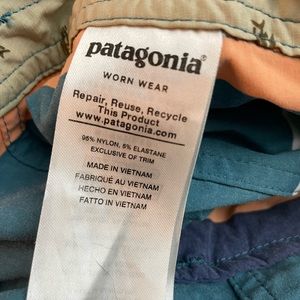 patagonia®
WORN WEAR
Repair, Reuse, Recycle
This Product
www.patagonia.com
95% NYLON, 5% ELASTANE
EXCLUSIVE OF TRIM
MADE IN VIETNAM
FABRIQUÉ AU VIETNAM
HECHO EN VIETNAM
FATTO IN VIETNAM